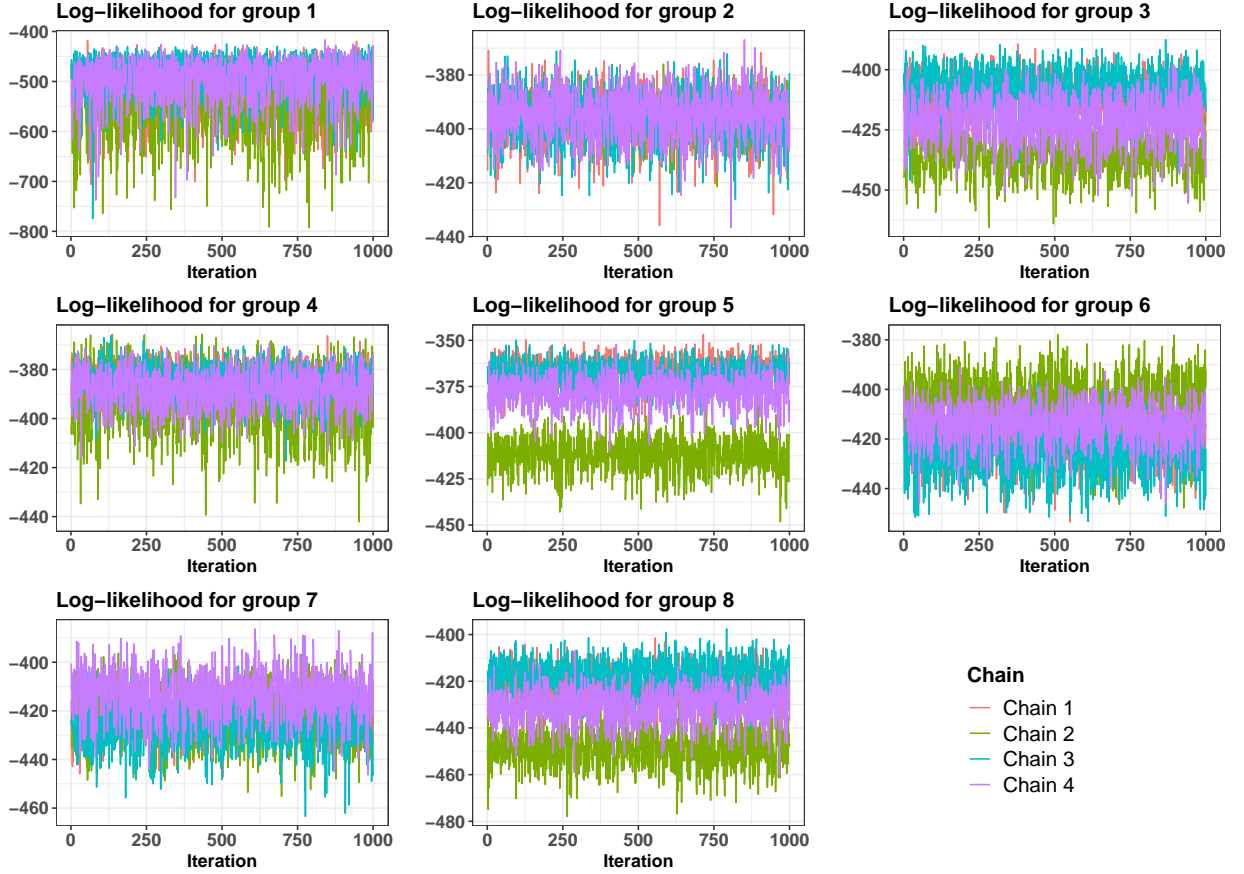 Log−likelihood for group 1
−400
−500
−600
−700
−800
0 250 500 750 1000
Iteration
Log−likelihood for group 2
−380
−400
−420
−440
0 250 500 750 1000
Iteration
Log−likelihood for group 3
−400
−425
−450
0 250 500 750 1000
Iteration
Log−likelihood for group 4
−380
−400
−420
−440
0 250 500 750 1000
Iteration
Log−likelihood for group 5
−350
−375
−400
−425
−450
0 250 500 750 1000
Iteration
Log−likelihood for group 6
−380
−400
−420
−440
0 250 500 750 1000
Iteration
Log−likelihood for group 7
−400
−420
−440
−460
0 250 500 750 1000
Iteration
Log−likelihood for group 8
−400
−420
−440
−460
−480
0 250 500 750 1000
Iteration
Chain
Chain 1
Chain 2
Chain 3
Chain 4